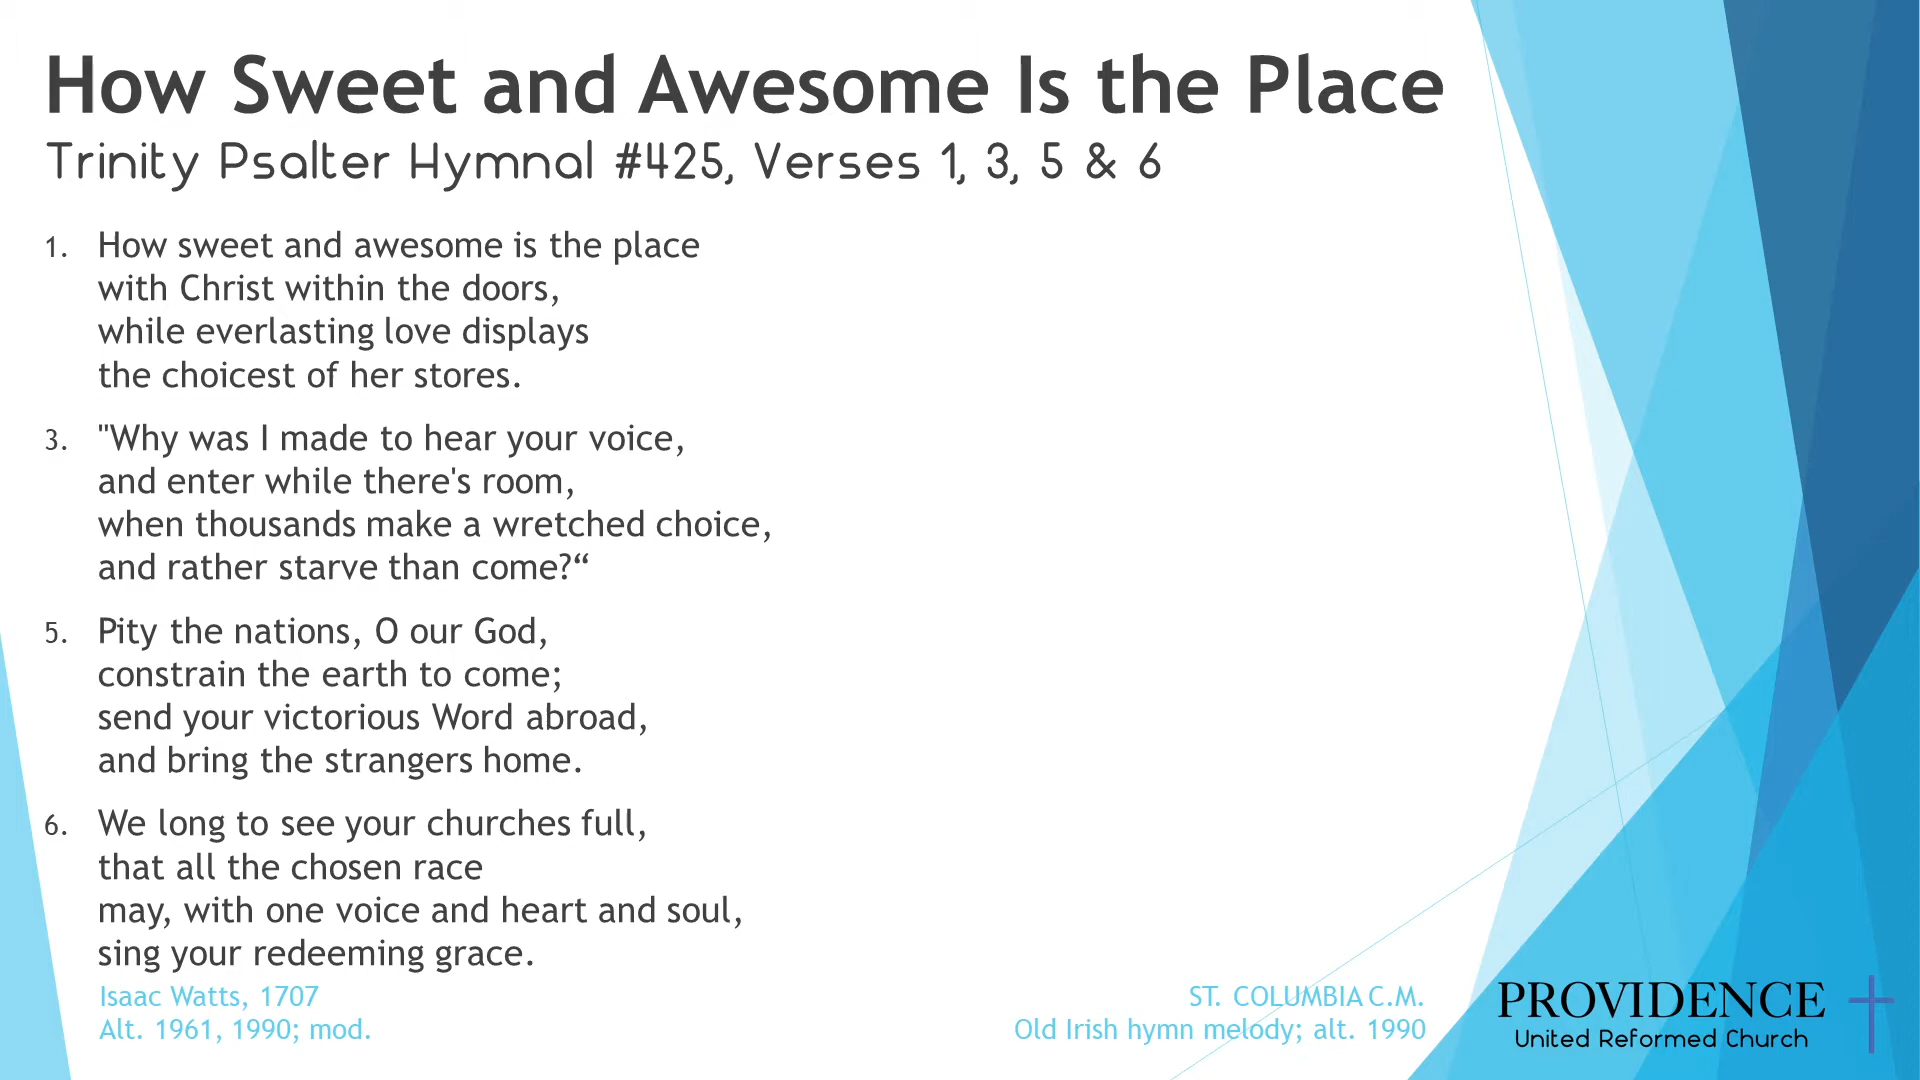 How Sweet and Awesome Is the Place
Trinity Psalter Hymnal #425, Verses 1, 3, 5 & 6
1. How sweet and awesome is the place
with Christ within the doors,
while everlasting love displays
the choicest of her stores.
3. "Why was I made to hear your voice,
and enter while there's room,
when thousands make a wretched choice,
and rather starve than come?“
5. Pity the nations, O our God,
constrain the earth to come;
send your victorious Word abroad,
and bring the strangers home.
6. We long to see your churches full,
that all the chosen race
may, with one voice and heart and soul,
sing your redeeming grace.
Isaac Watts, 1707
Alt. 1961, 1990; mod.
ST. COLUMBIA C.M.
Old Irish hymn melody; alt. 1990
PROVIDENCE
United Reformed Church